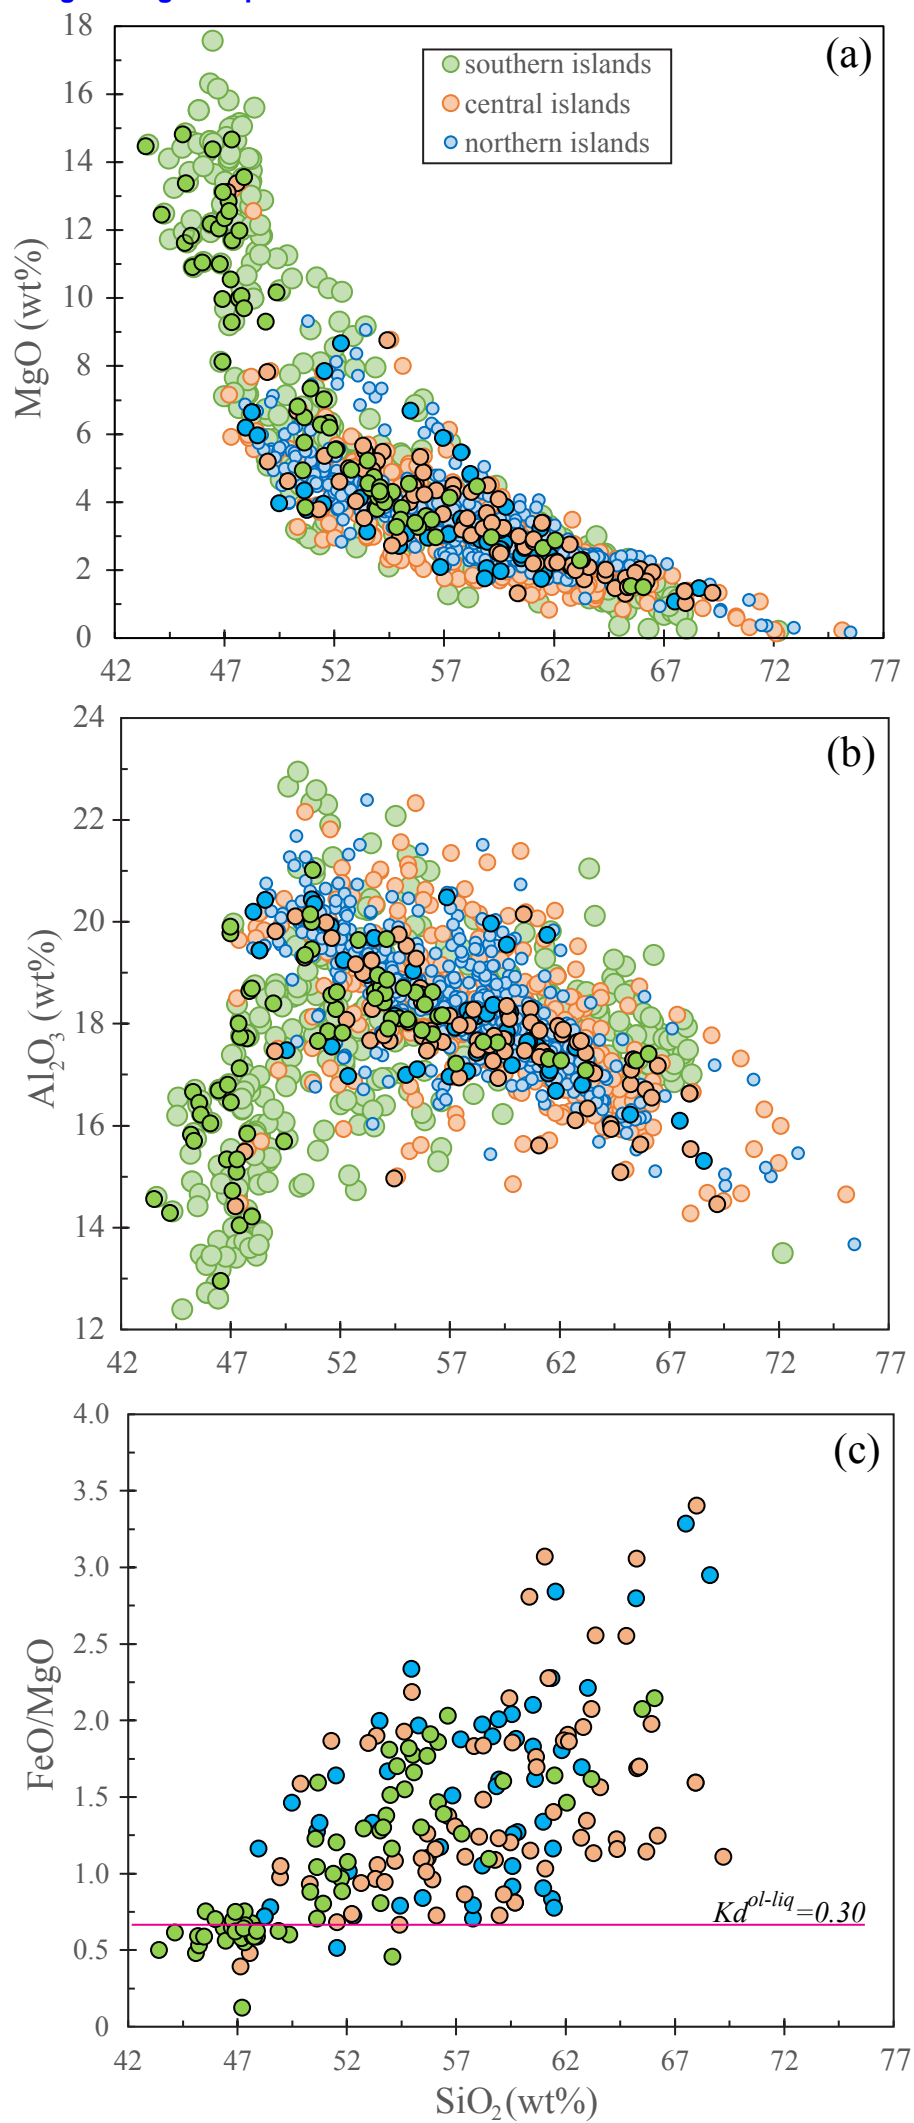 (a)
southern islands
central islands
northern islands
MgO (wt%)
18
16
14
12
10
8
6
4
2
0
42 47 52 57 62 67 72 77
(b)
Al₂O₃ (wt%)
24
22
20
18
16
14
12
42 47 52 57 62 67 72 77
(c)
FeO/MgO
4.0
3.5
3.0
2.5
2.0
1.5
1.0
0.5
0
Kd^ol-liq=0.30
42 47 52 57 62 67 72 77
SiO₂(wt%)